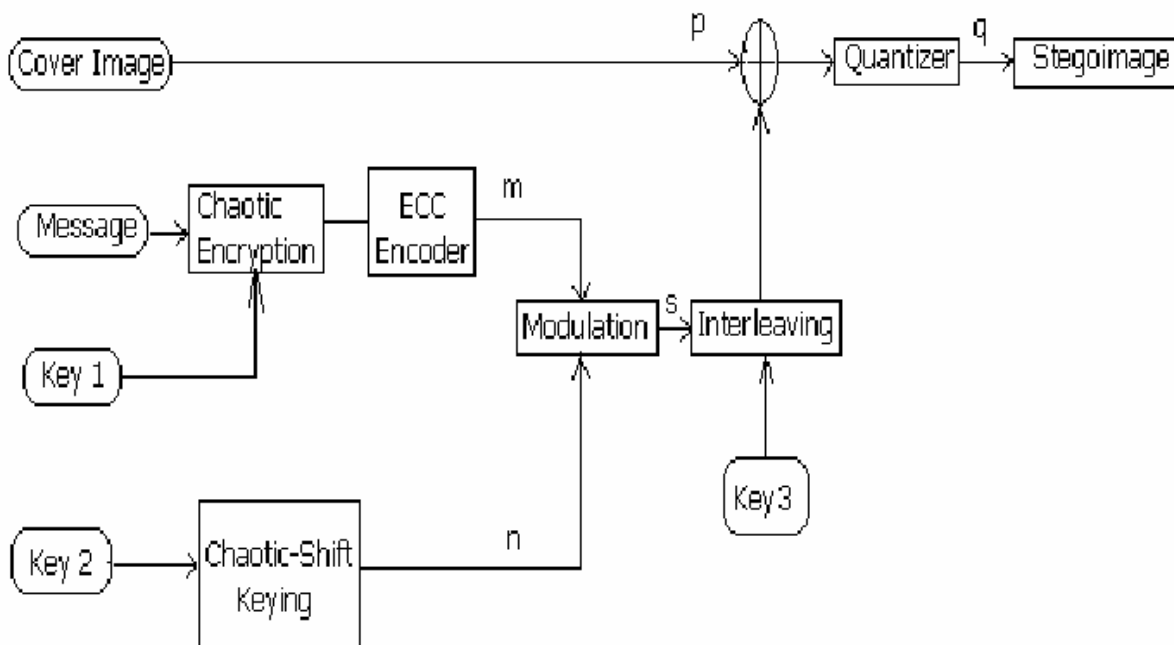 p
q
Cover Image
Quantizer
Stegoimage
Message
Chaotic
Encryption
ECC
Encoder
m
Modulation
s
Interleaving
Key 1
Key3
Key 2
Chaotic-Shift
Keying
n